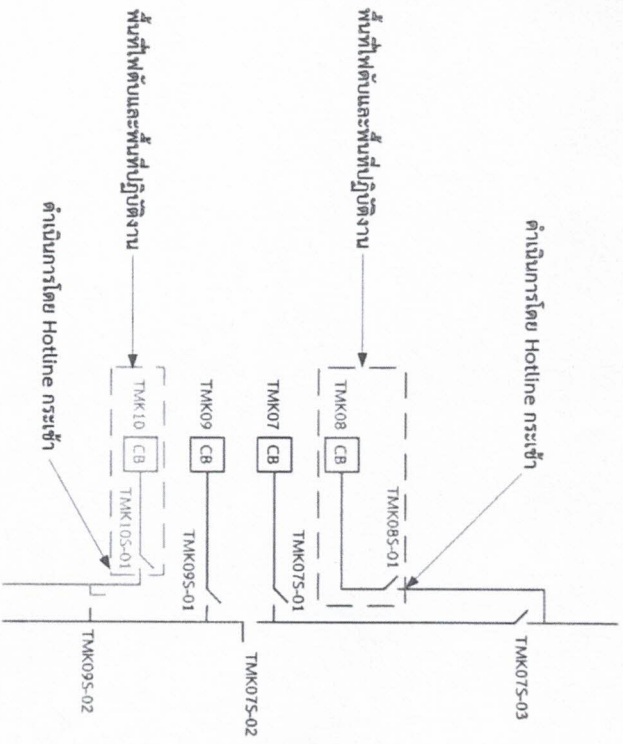 พื้นที่ไฟดับและพื้นที่ปฏิบัติงาน
พื้นที่ไฟดับและพื้นที่ปฏิบัติงาน
ดำเนินการโดย Hotline กระเช้า
ดำเนินการโดย Hotline กระเช้า
TMK10
CB
TMK10S-01
TMK09
CB
TMK09S-01
TMK07
CB
TMK07S-01
TMK08
CB
TMK08S-01
TMK09S-02
TMK07S-02
TMK07S-03